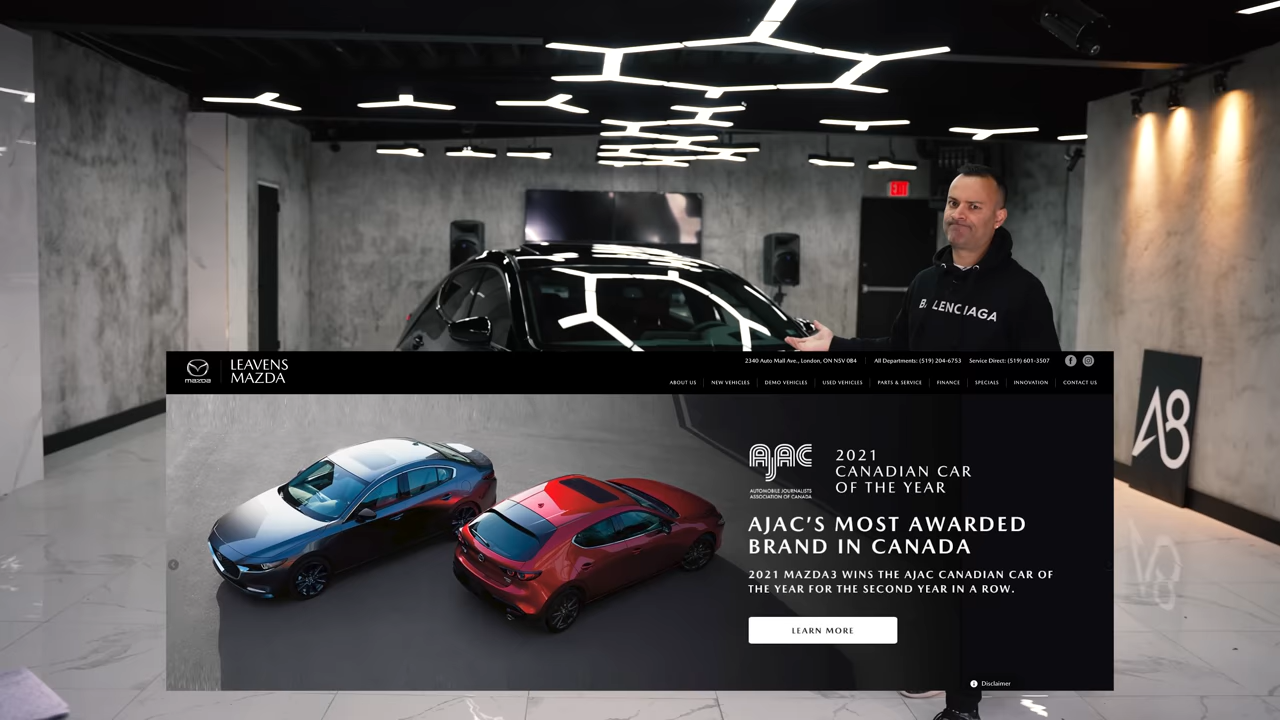 EXIT
BALENCIAGA
A8
mazda
LEAVENS
MAZDA
2340 Auto Mall Ave., London, ON N5V 0B4
All Departments: (519) 204-6753
Service Direct: (519) 601-3507
ABOUT US
NEW VEHICLES
DEMO VEHICLES
USED VEHICLES
PARTS & SERVICE
FINANCE
SPECIALS
INNOVATION
CONTACT US
AJAC
AUTOMOBILE JOURNALISTS
ASSOCIATION OF CANADA
2021
CANADIAN CAR
OF THE YEAR
AJAC'S MOST AWARDED
BRAND IN CANADA
2021 MAZDA3 WINS THE AJAC CANADIAN CAR OF
THE YEAR FOR THE SECOND YEAR IN A ROW.
LEARN MORE
Disclaimer